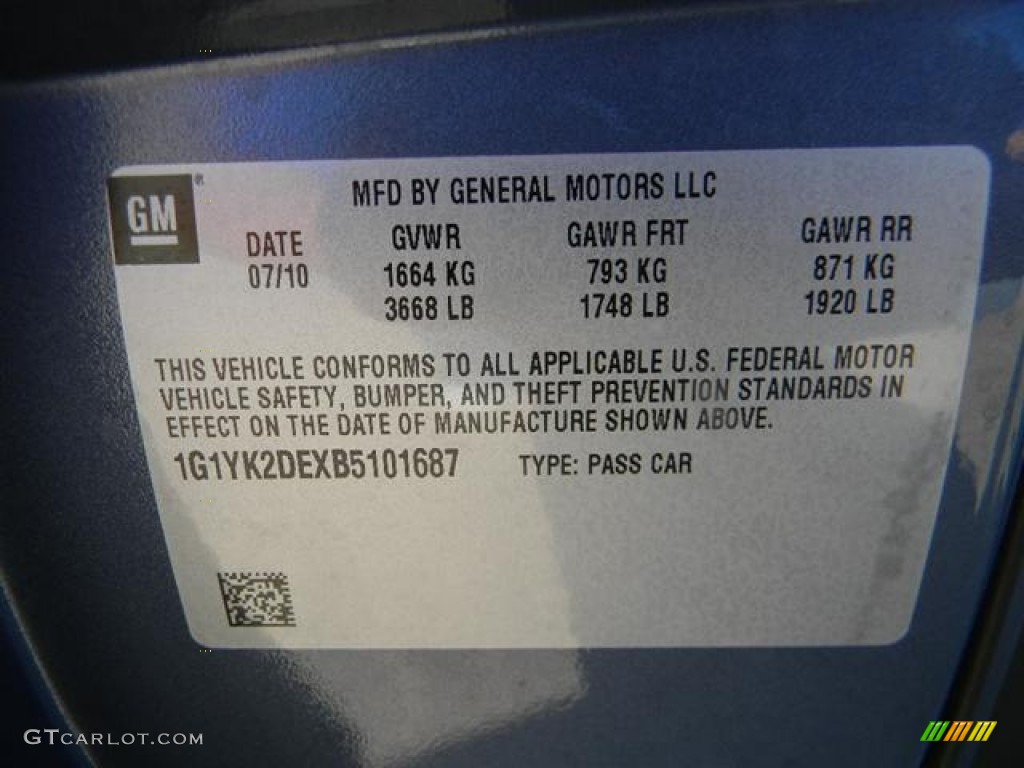 GM ®
MFD BY GENERAL MOTORS LLC
DATE GVWR GAWR FRT GAWR RR
07/10 1664 KG 793 KG 871 KG
3668 LB 1748 LB 1920 LB
THIS VEHICLE CONFORMS TO ALL APPLICABLE U.S. FEDERAL MOTOR
VEHICLE SAFETY, BUMPER, AND THEFT PREVENTION STANDARDS IN
EFFECT ON THE DATE OF MANUFACTURE SHOWN ABOVE.
1G1YK2DEXB5101687 TYPE: PASS CAR
GTCARLOT.COM